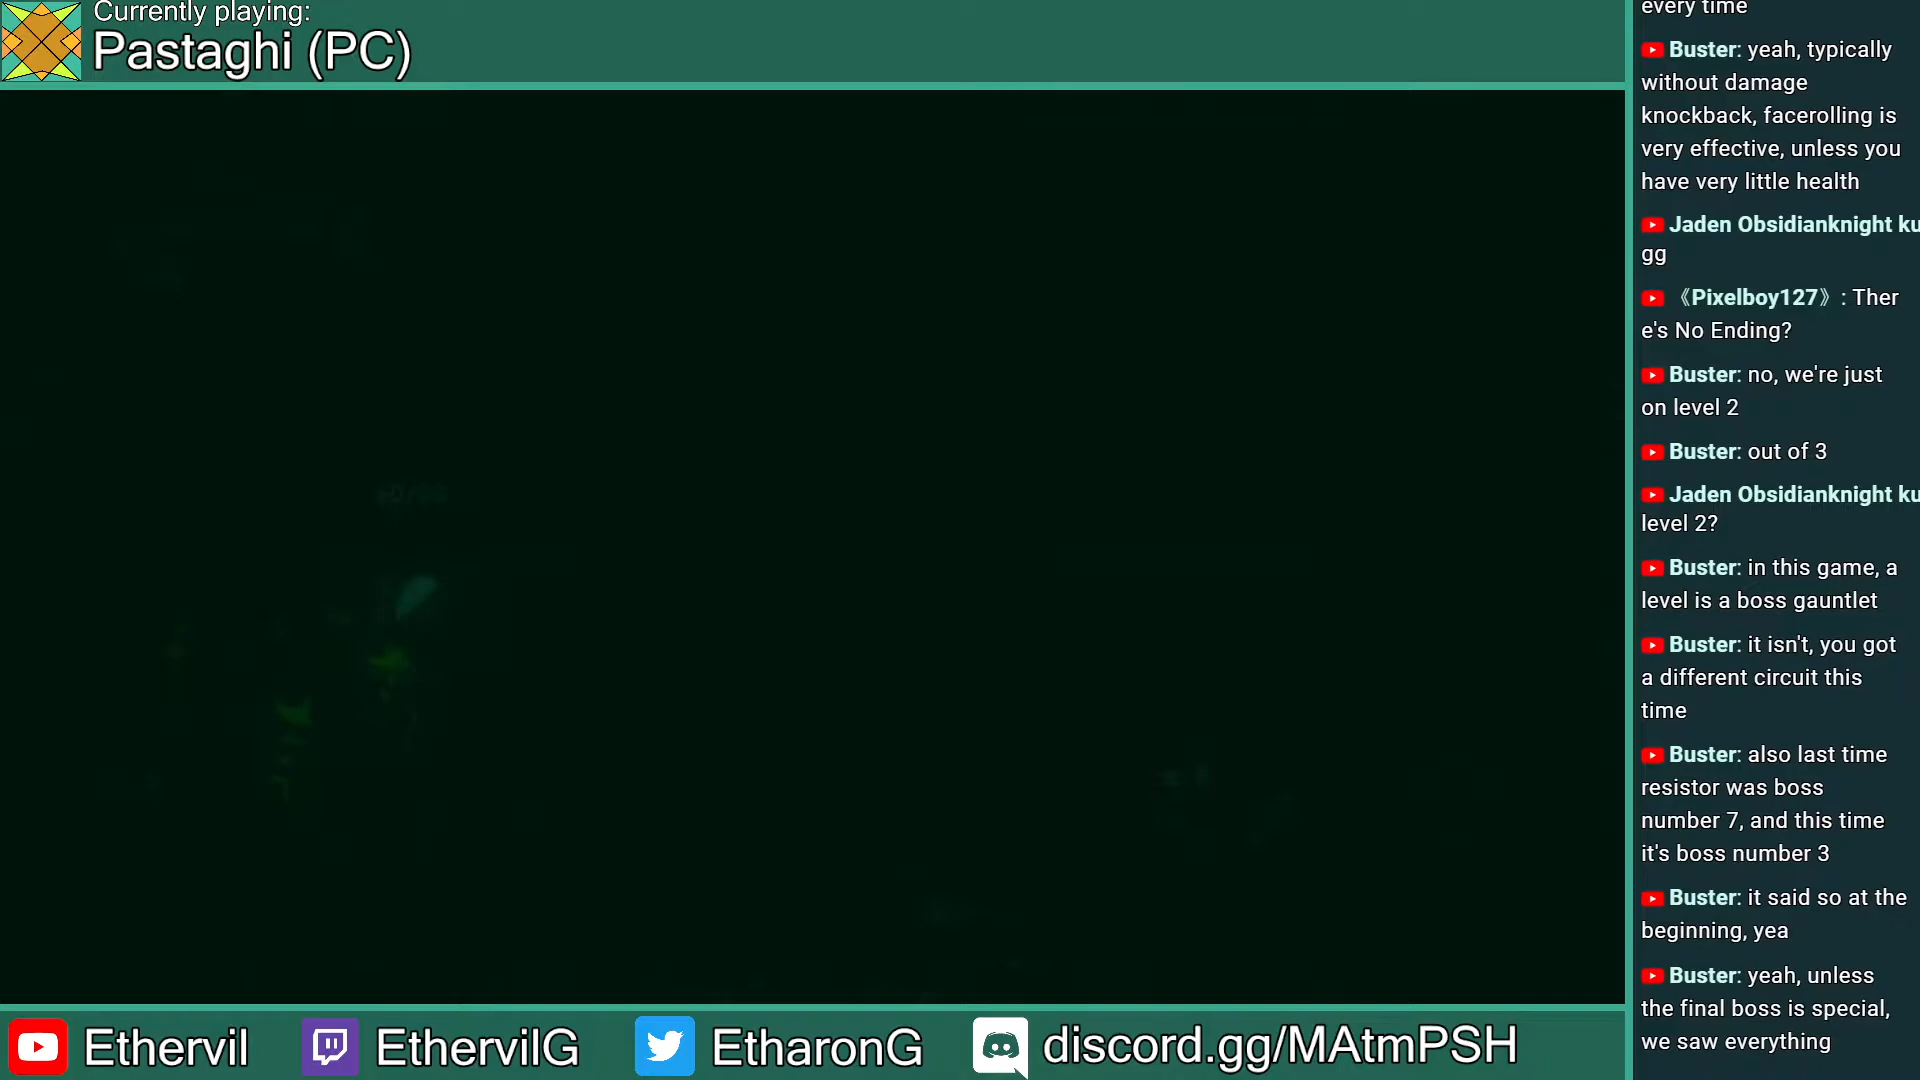 Currently playing:
Pastaghi (PC)
every time
Buster: yeah, typically
without damage
knockback, facerolling is
very effective, unless you
have very little health
Jaden Obsidianknight ku
gg
《Pixelboy127》: Ther
e's No Ending?
Buster: no, we're just
on level 2
Buster: out of 3
Jaden Obsidianknight ku
level 2?
Buster: in this game, a
level is a boss gauntlet
Buster: it isn't, you got
a different circuit this
time
Buster: also last time
resistor was boss
number 7, and this time
it's boss number 3
Buster: it said so at the
beginning, yea
Buster: yeah, unless
the final boss is special,
we saw everything
Ethervil
EthervilG
EtharonG
discord.gg/MAtmPSH